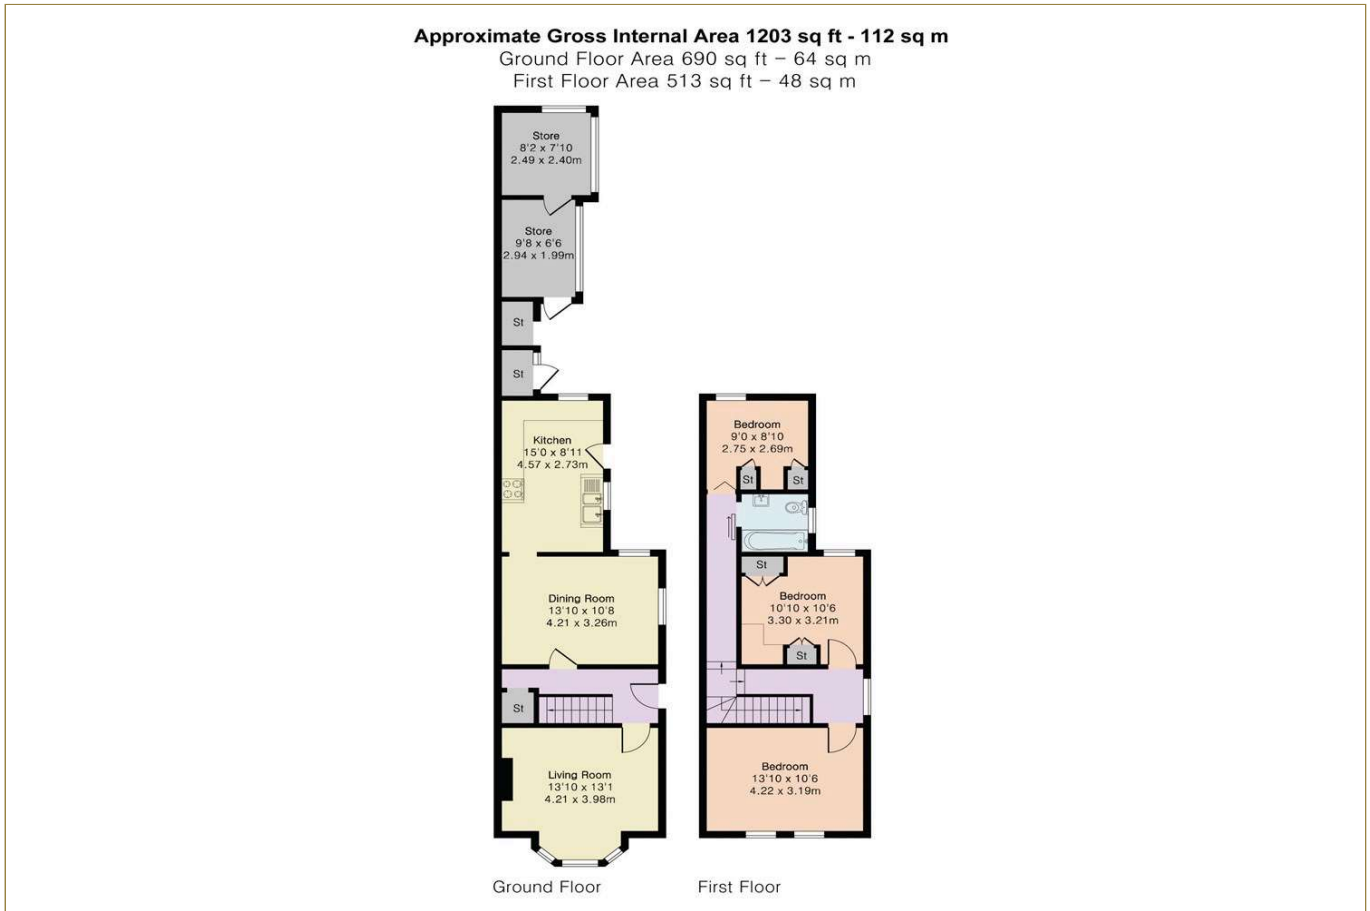 Approximate Gross Internal Area 1203 sq ft - 112 sq m
Ground Floor Area 690 sq ft – 64 sq m
First Floor Area 513 sq ft – 48 sq m
Store
8'2 x 7'10
2.49 x 2.40m
Store
9'8 x 6'6
2.94 x 1.99m
St
St
Kitchen
15'0 x 8'11
4.57 x 2.73m
Dining Room
13'10 x 10'8
4.21 x 3.26m
St
Living Room
13'10 x 13'1
4.21 x 3.98m
Ground Floor
Bedroom
9'0 x 8'10
2.75 x 2.69m
St
St
St
Bedroom
10'10 x 10'6
3.30 x 3.21m
St
Bedroom
13'10 x 10'6
4.22 x 3.19m
First Floor